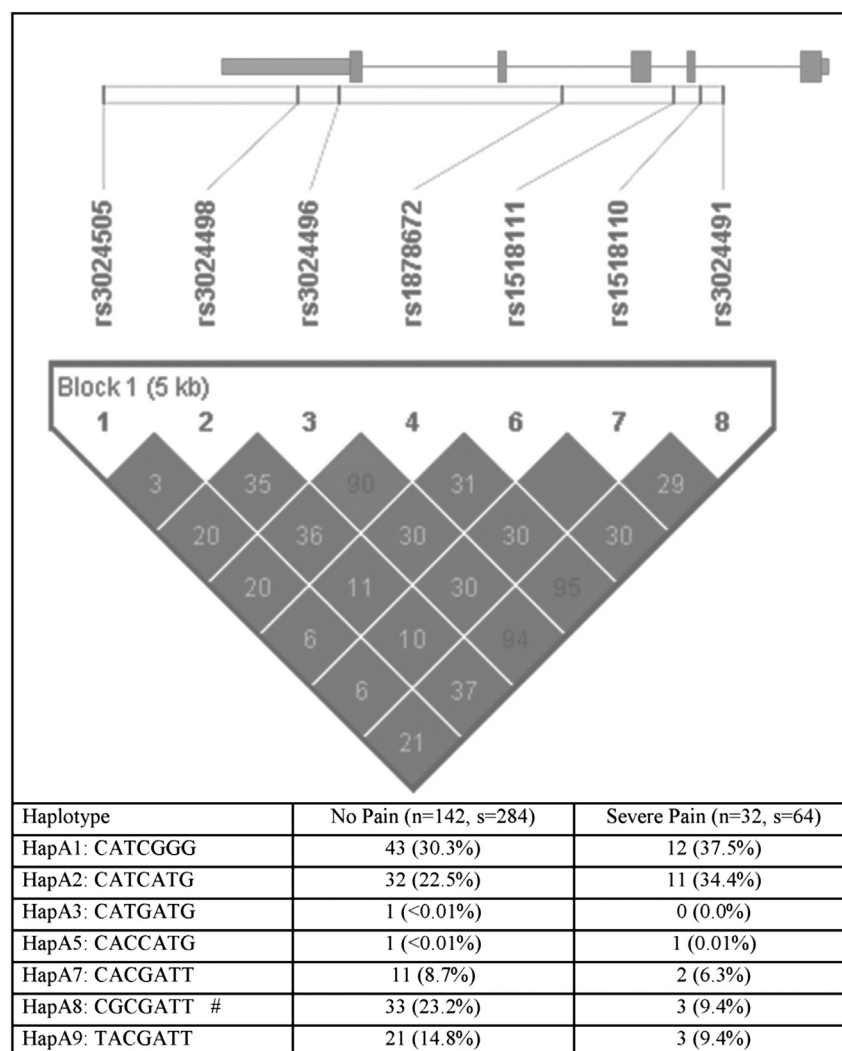 rs3024505 rs3024498 rs3024496 rs1878672 rs1518111 rs1518110 rs3024491
Block 1 (5 kb)
1 2 3 4 6 7 8
3 35 90 31 29
20 36 30 30 30
20 11 30 95
6 10 94
6 37
21
Haplotype No Pain (n=142, s=284) Severe Pain (n=32, s=64)
HapA1: CATCGGG 43 (30.3%) 12 (37.5%)
HapA2: CATCATG 32 (22.5%) 11 (34.4%)
HapA3: CATGATG 1 (<0.01%) 0 (0.0%)
HapA5: CACCATG 1 (<0.01%) 1 (0.01%)
HapA7: CACGATT 11 (8.7%) 2 (6.3%)
HapA8: CGCGATT # 33 (23.2%) 3 (9.4%)
HapA9: TACGATT 21 (14.8%) 3 (9.4%)